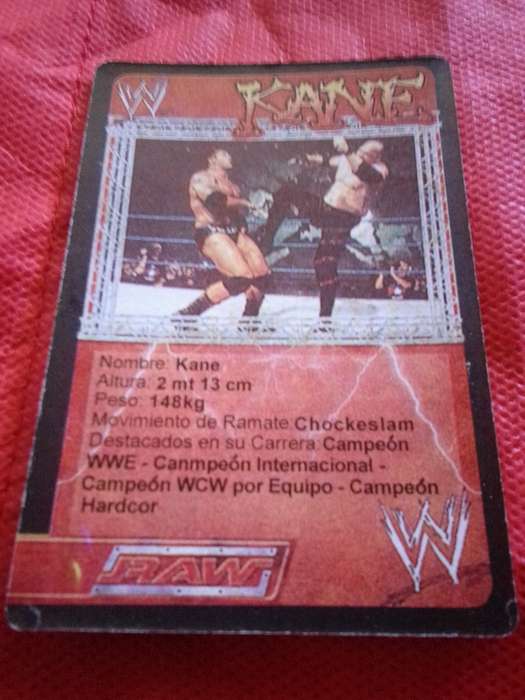 W
KANE
Nombre: Kane
Altura: 2 mt 13 cm
Peso: 148kg
Movimiento de Ramate: Chockeslam
Destacados en su Carrera: Campeón
WWE - Canmpeón Internacional -
Campeón WCW por Equipo - Campeón
Hardcor
W
RAW